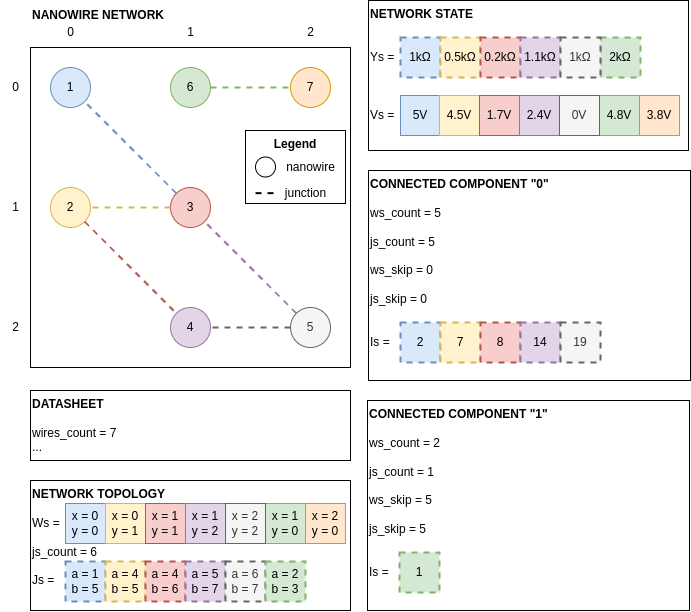 NANOWIRE NETWORK
0 1 2
0
1 6 7
Legend
nanowire
junction
1
2 3
2
4 5
DATASHEET
wires_count = 7
...
NETWORK TOPOLOGY
Ws =
x = 0 x = 0 x = 1 x = 1 x = 2 x = 1 x = 2
y = 0 y = 1 y = 1 y = 2 y = 2 y = 0 y = 0
js_count = 6
Js =
a = 1 a = 4 a = 4 a = 5 a = 6 a = 2
b = 5 b = 5 b = 6 b = 7 b = 7 b = 3
NETWORK STATE
Ys = 1kΩ 0.5kΩ 0.2kΩ 1.1kΩ 1kΩ 2kΩ
Vs = 5V 4.5V 1.7V 2.4V 0V 4.8V 3.8V
CONNECTED COMPONENT "0"
ws_count = 5
js_count = 5
ws_skip = 0
js_skip = 0
Is = 2 7 8 14 19
CONNECTED COMPONENT "1"
ws_count = 2
js_count = 1
ws_skip = 5
js_skip = 5
Is = 1